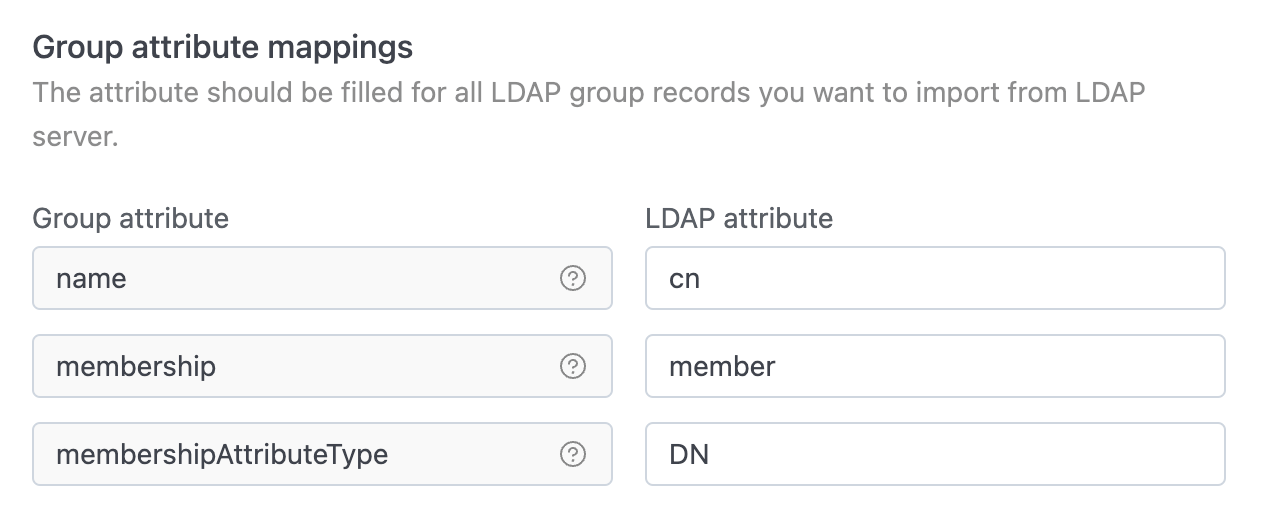 Group attribute mappings
The attribute should be filled for all LDAP group records you want to import from LDAP
server.
Group attribute LDAP attribute
name ? cn
membership ? member
membershipAttributeType ? DN